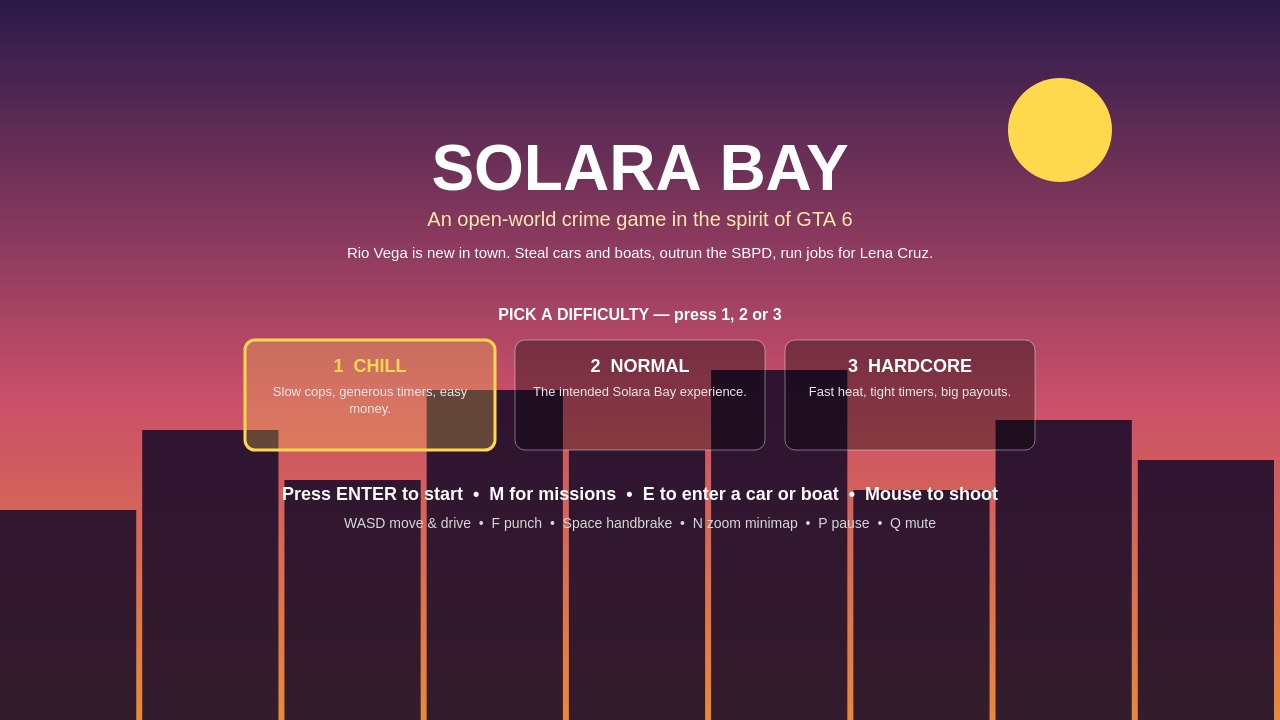 SOLARA BAY
An open-world crime game in the spirit of GTA 6
Rio Vega is new in town. Steal cars and boats, outrun the SBPD, run jobs for Lena Cruz.
PICK A DIFFICULTY — press 1, 2 or 3
1 CHILL
Slow cops, generous timers, easy
money.
2 NORMAL
The intended Solara Bay experience.
3 HARDCORE
Fast heat, tight timers, big payouts.
Press ENTER to start • M for missions • E to enter a car or boat • Mouse to shoot
WASD move & drive • F punch • Space handbrake • N zoom minimap • P pause • Q mute